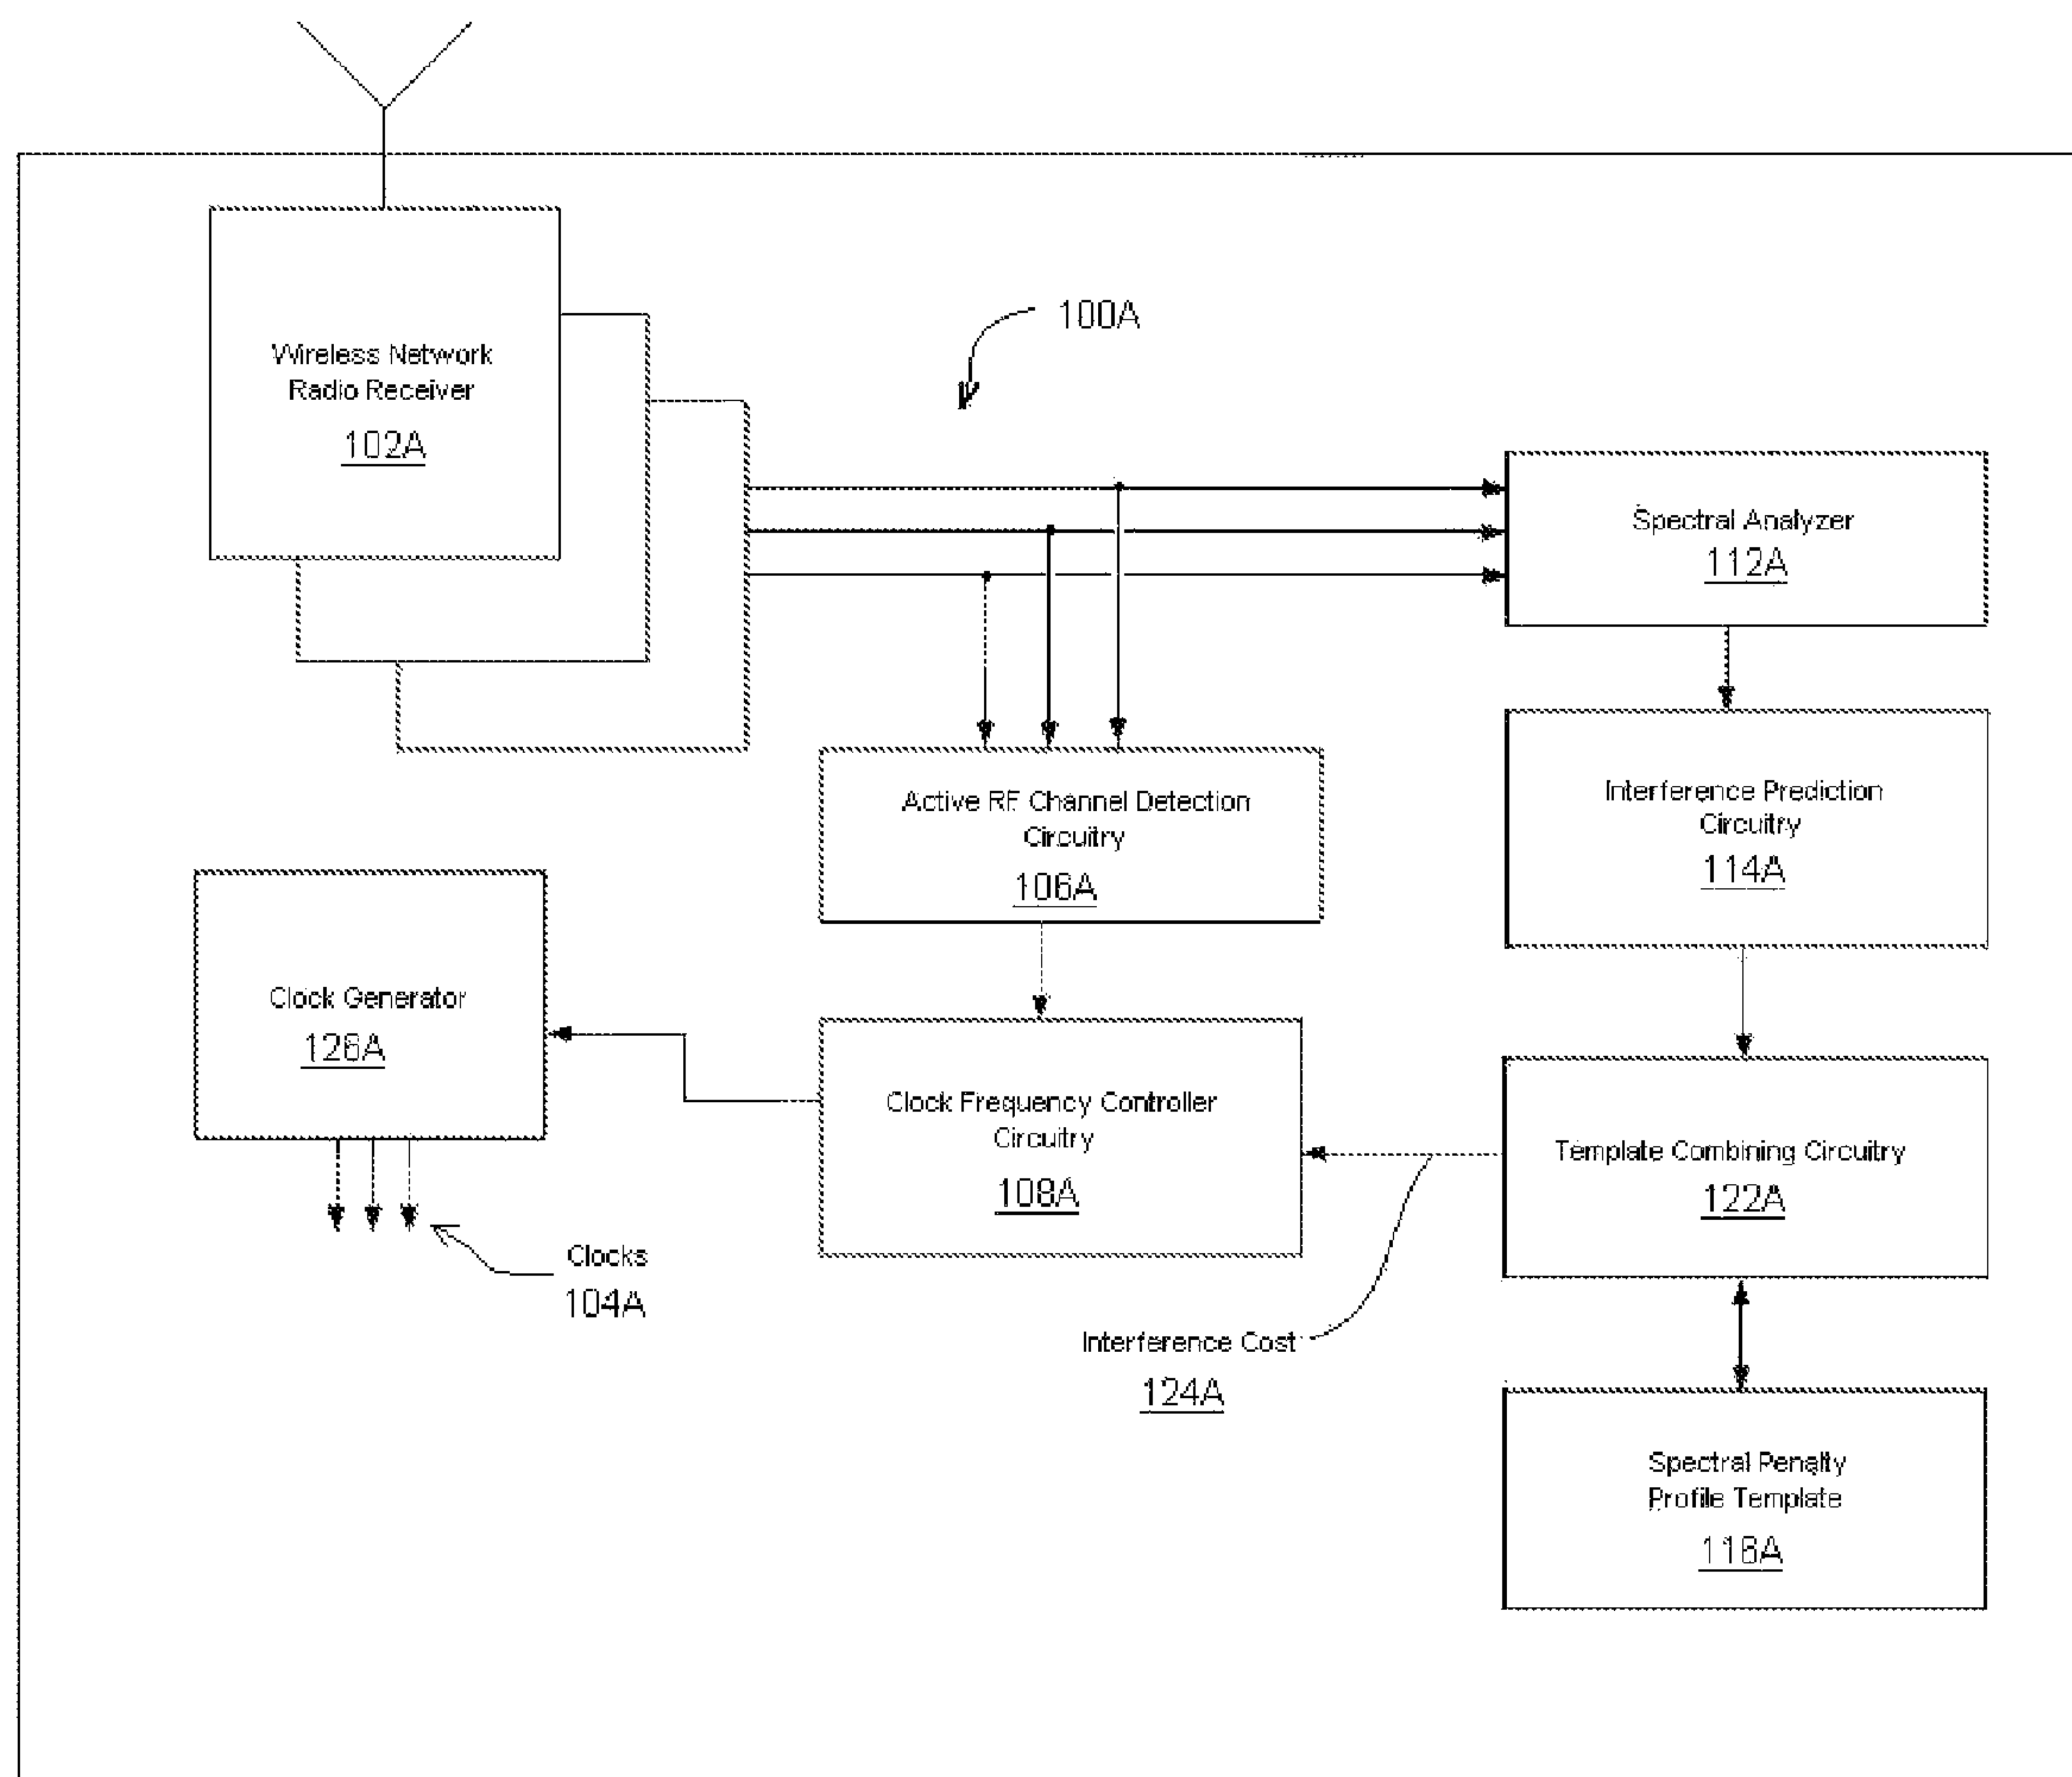 100A
Wireless Network
Radio Receiver
102A
Spectral Analyzer
112A
Active RF Channel Detection
Circuitry
106A
Interference Prediction
Circuitry
114A
Clock Generator
126A
Clock Frequency Controller
Circuitry
108A
Template Combining Circuitry
122A
Clocks
104A
Interference Cost
124A
Spectral Penalty
Profile Template
116A